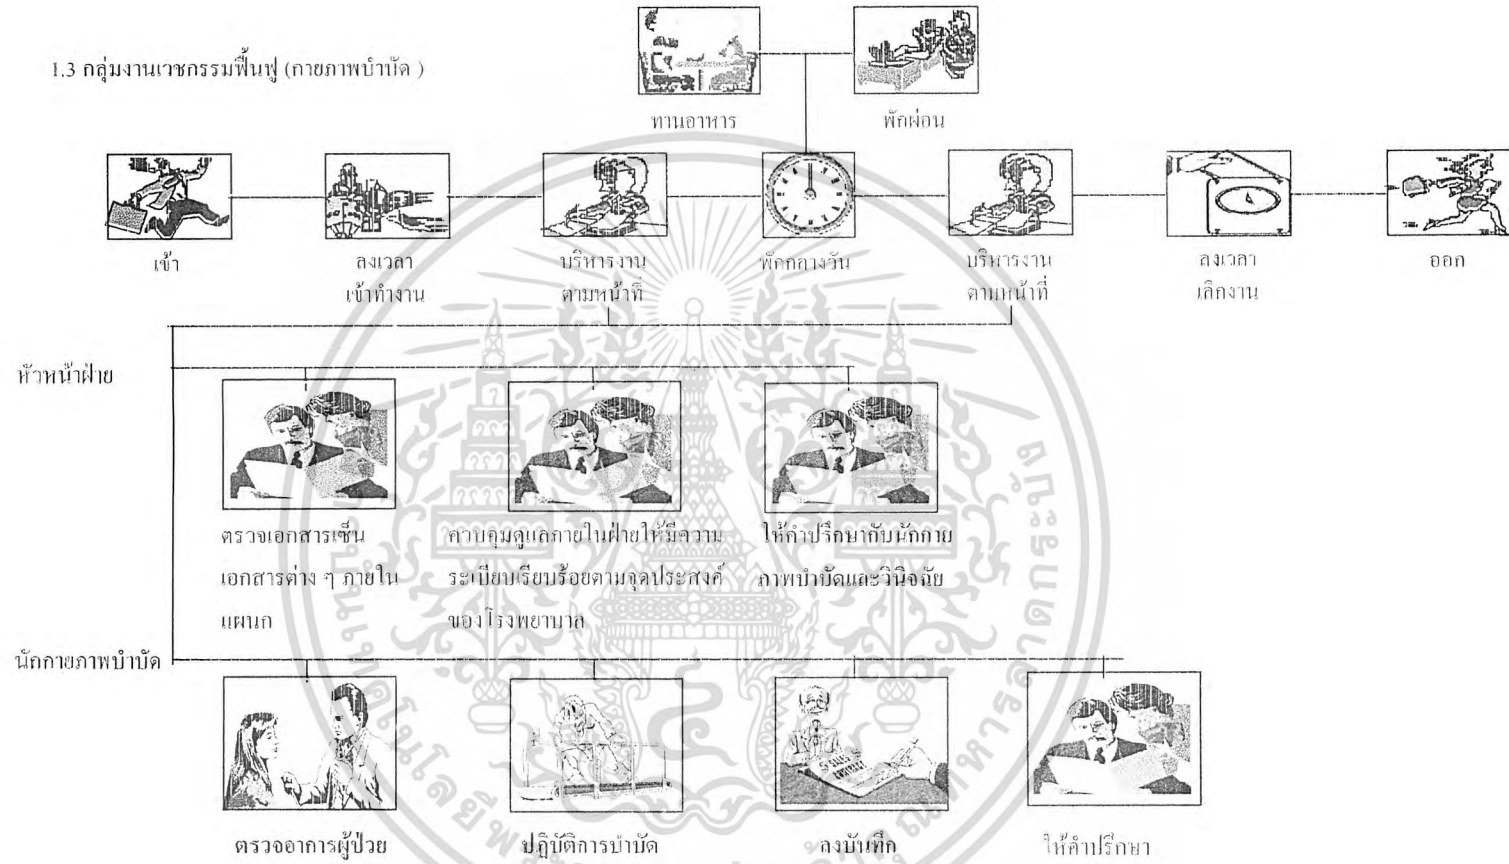 1.3 กลุ่มงานเวชกรรมฟื้นฟู (กายภาพบำบัด )
ทานอาหาร
พักผ่อน
เข้า
ลงเวลา
เข้าทำงาน
บริหารงาน
ตามหน้าที่
พักกลางวัน
บริหารงาน
ตามหน้าที่
ลงเวลา
เลิกงาน
ออก
หัวหน้าฝ่าย
ตรวจเอกสารเซ็น
เอกสารต่าง ๆ ภายใน
แผนก
ควบคุมดูแลภายในฝ่ายให้มีความ
ระเบียบเรียบร้อยตามจุดประสงค์
ของโรงพยาบาล
ให้คำปรึกษากับนักกาย
ภาพบำบัดและวินิจฉัย
นักกายภาพบำบัด
ตรวจอาการผู้ป่วย
ปฏิบัติการบำบัด
ลงบันทึก
ให้คำปรึกษา